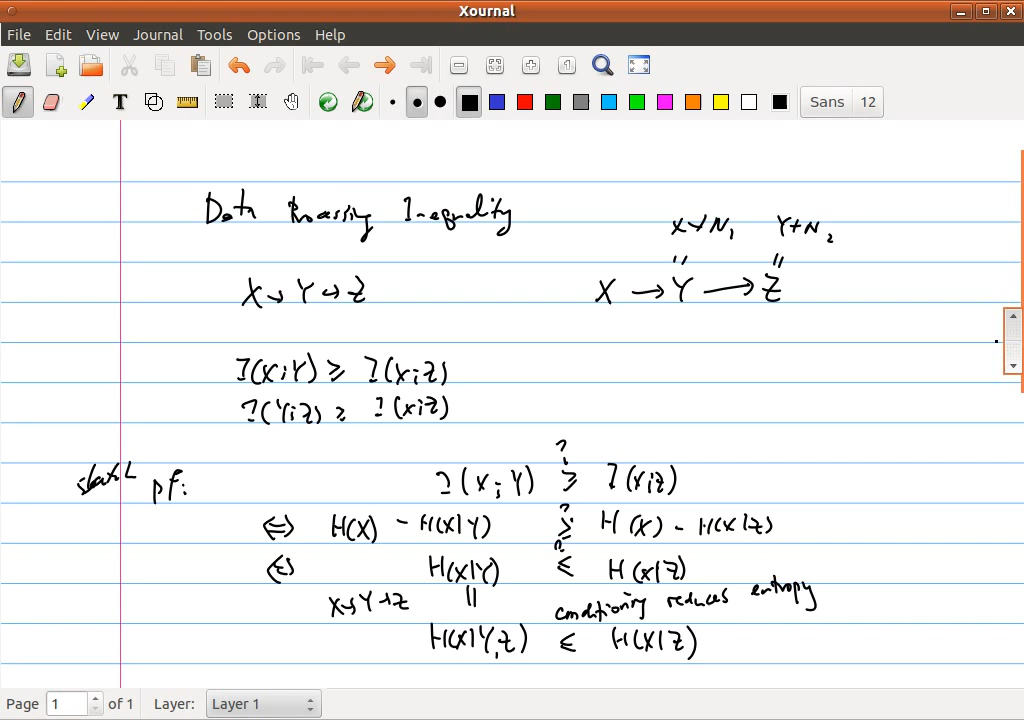 Xournal
File Edit View Journal Tools Options Help
Sans 12
Data Processing Inequality
X+N₁ Y+N₂
" "
X → Y → Z X → Y → Z
I(X;Y) ≥ I(X;Z)
I(Y;Z) ≥ I(X;Z)
sketch pf: I(X;Y) ≥? I(X;Z)
⇔ H(X) - H(X|Y) ≥? H(X) - H(X|Z)
⇔ H(X|Y) ≤? H(X|Z)
X→Y→Z || conditioning reduces entropy
H(X|Y,Z) ≤ H(X|Z)
Page 1 of 1 Layer: Layer 1